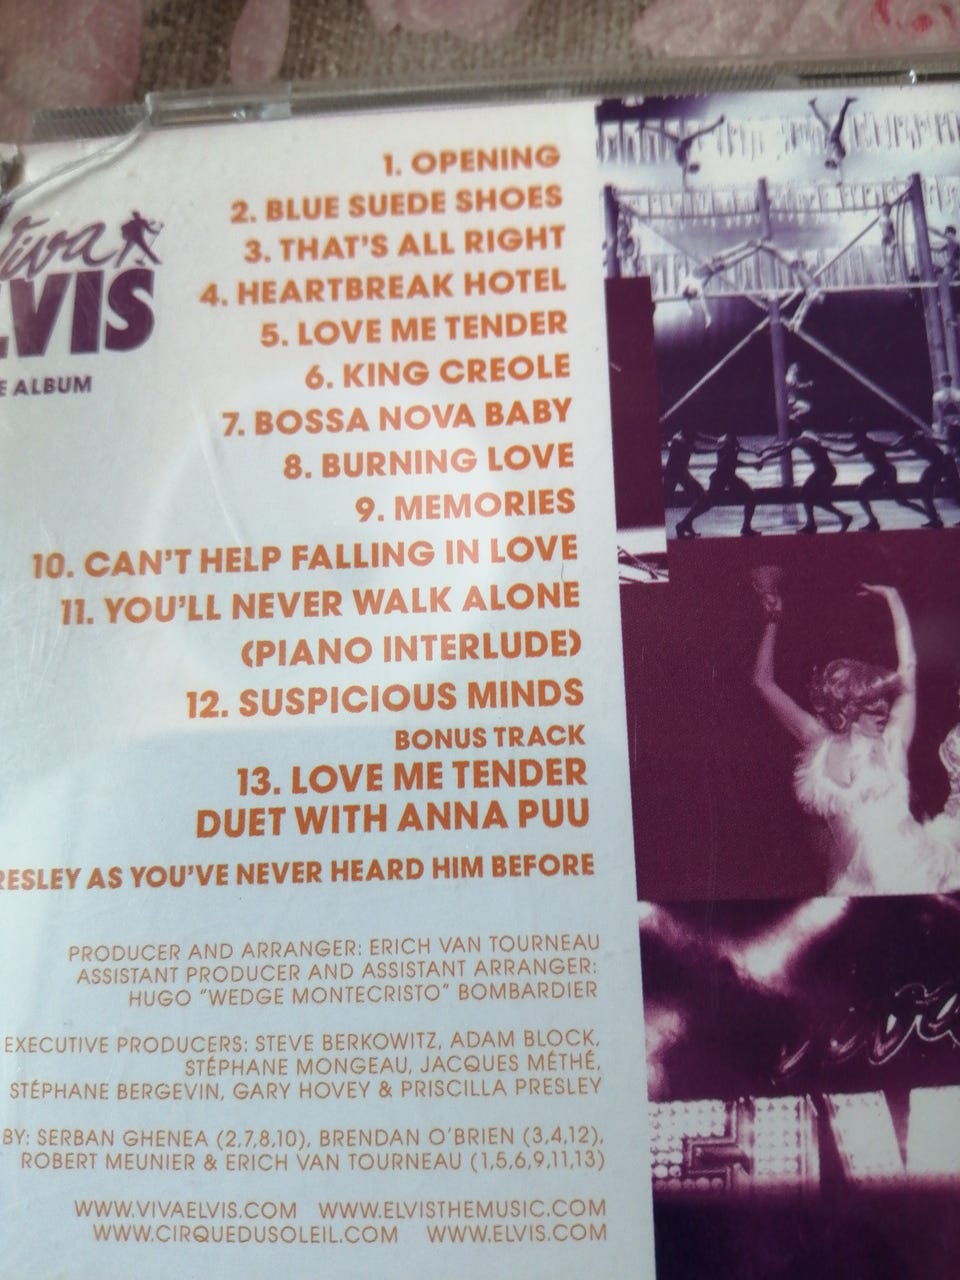 Viva
ELVIS
ALBUM
1. OPENING
2. BLUE SUEDE SHOES
3. THAT'S ALL RIGHT
4. HEARTBREAK HOTEL
5. LOVE ME TENDER
6. KING CREOLE
7. BOSSA NOVA BABY
8. BURNING LOVE
9. MEMORIES
10. CAN'T HELP FALLING IN LOVE
11. YOU'LL NEVER WALK ALONE
(PIANO INTERLUDE)
12. SUSPICIOUS MINDS
BONUS TRACK
13. LOVE ME TENDER
DUET WITH ANNA PUU
RESLEY AS YOU'VE NEVER HEARD HIM BEFORE
PRODUCER AND ARRANGER: ERICH VAN TOURNEAU
ASSISTANT PRODUCER AND ASSISTANT ARRANGER:
HUGO "WEDGE MONTECRISTO" BOMBARDIER
EXECUTIVE PRODUCERS: STEVE BERKOWITZ, ADAM BLOCK,
STÉPHANE MONGEAU, JACQUES MÉTHÉ,
STÉPHANE BERGEVIN, GARY HOVEY & PRISCILLA PRESLEY
BY: SERBAN GHENEA (2,7,8,10), BRENDAN O'BRIEN (3,4,12),
ROBERT MEUNIER & ERICH VAN TOURNEAU (1,5,6,9,11,13)
WWW.VIVAELVIS.COM WWW.ELVISTHEMUSIC.COM
WWW.CIRQUEDUSOLEIL.COM WWW.ELVIS.COM